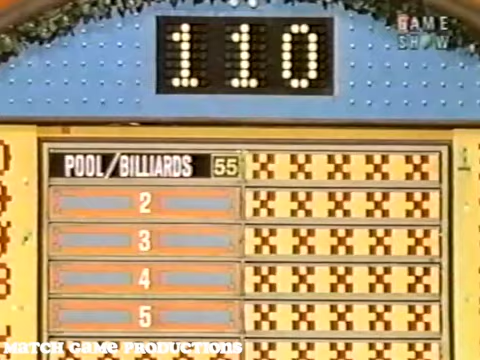 110
GAME
SHOW
POOL/BILLIARDS 55
2
3
4
5
MATCH GAME PRODUCTIONS